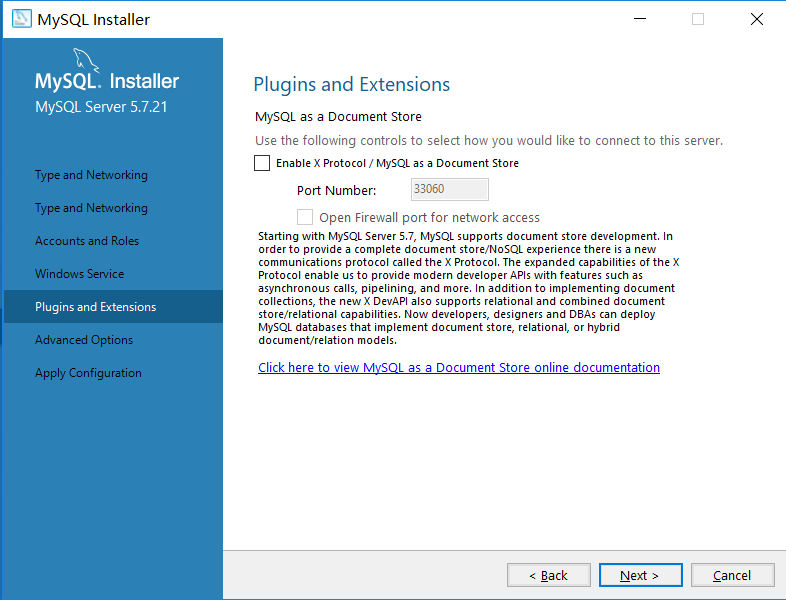 MySQL Installer
MySQL. Installer
MySQL Server 5.7.21
Type and Networking
Type and Networking
Accounts and Roles
Windows Service
Plugins and Extensions
Advanced Options
Apply Configuration
Plugins and Extensions
MySQL as a Document Store
Use the following controls to select how you would like to connect to this server.
Enable X Protocol / MySQL as a Document Store
Port Number:
33060
Open Firewall port for network access
Starting with MySQL Server 5.7, MySQL supports document store development. In
order to provide a complete document store/NoSQL experience there is a new
communications protocol called the X Protocol. The expanded capabilities of the X
Protocol enable us to provide modern developer APIs with features such as
asynchronous calls, pipelining, and more. In addition to implementing document
collections, the new X DevAPI also supports relational and combined document
store/relational capabilities. Now developers, designers and DBAs can deploy
MySQL databases that implement document store, relational, or hybrid
document/relation models.
Click here to view MySQL as a Document Store online documentation
< Back
Next >
Cancel